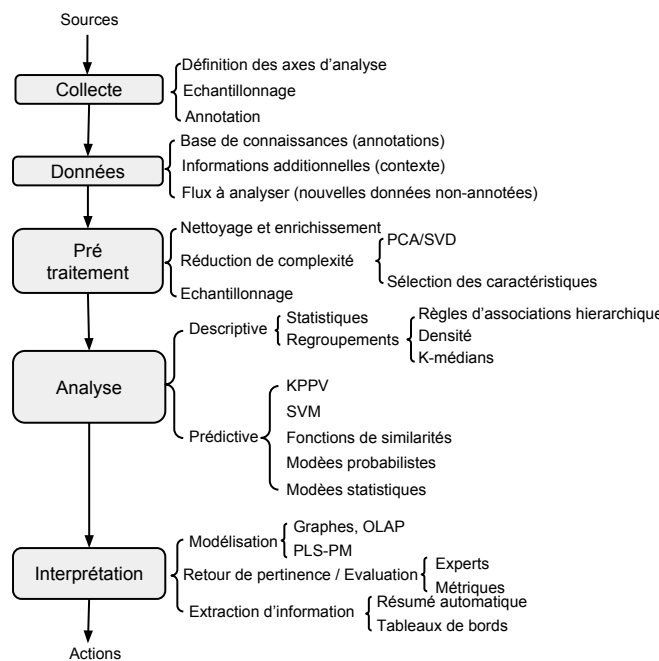 Sources
Collecte
Définition des axes d'analyse
Echantillonnage
Annotation
Données
Base de connaissances (annotations)
Informations additionnelles (contexte)
Flux à analyser (nouvelles données non-annotées)
Pré
traitement
Nettoyage et enrichissement
Réduction de complexité
PCA/SVD
Sélection des caractéristiques
Echantillonnage
Analyse
Descriptive
Statistiques
Regroupements
Règles d'associations hierarchique
Densité
K-médians
Prédictive
KPPV
SVM
Fonctions de similarités
Modèes probabilistes
Modèes statistiques
Interprétation
Modélisation
Graphes, OLAP
PLS-PM
Retour de pertinence / Evaluation
Experts
Métriques
Extraction d'information
Résumé automatique
Tableaux de bords
Actions